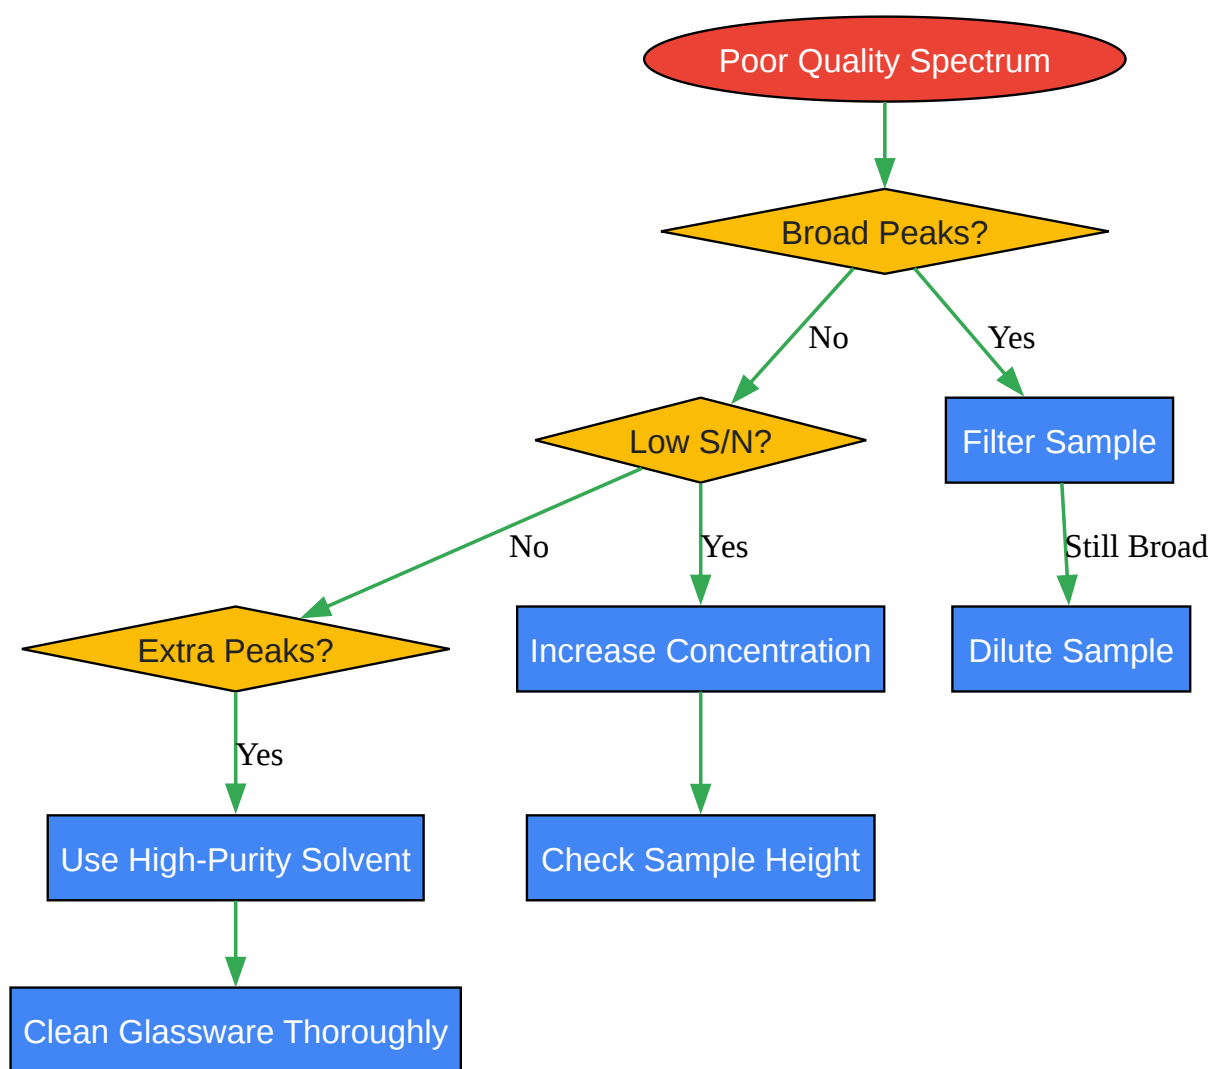 Poor Quality Spectrum
Broad Peaks?
No
Yes
Low S/N?
Filter Sample
No
Yes
Still Broad
Extra Peaks?
Increase Concentration
Dilute Sample
Yes
Use High-Purity Solvent
Check Sample Height
Clean Glassware Thoroughly